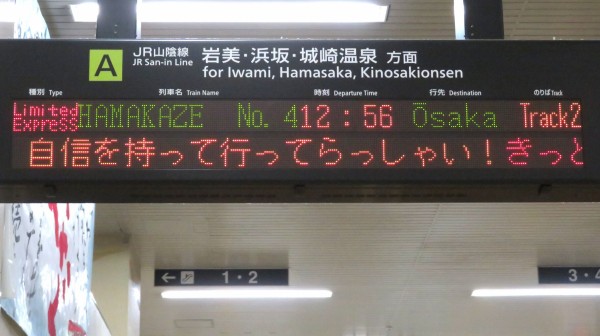 A
JR山陰線
JR San-in Line
岩美・浜坂・城崎温泉 方面
for Iwami, Hamasaka, Kinosakionsen
種別 Type 列車名 Train Name 時刻 Departure Time 行先 Destination のりば Track
Limited Express HAMAKAZE No. 4 12:56 Ōsaka Track2
自信を持って行ってらっしゃい!きっと
← 1・2
3・4